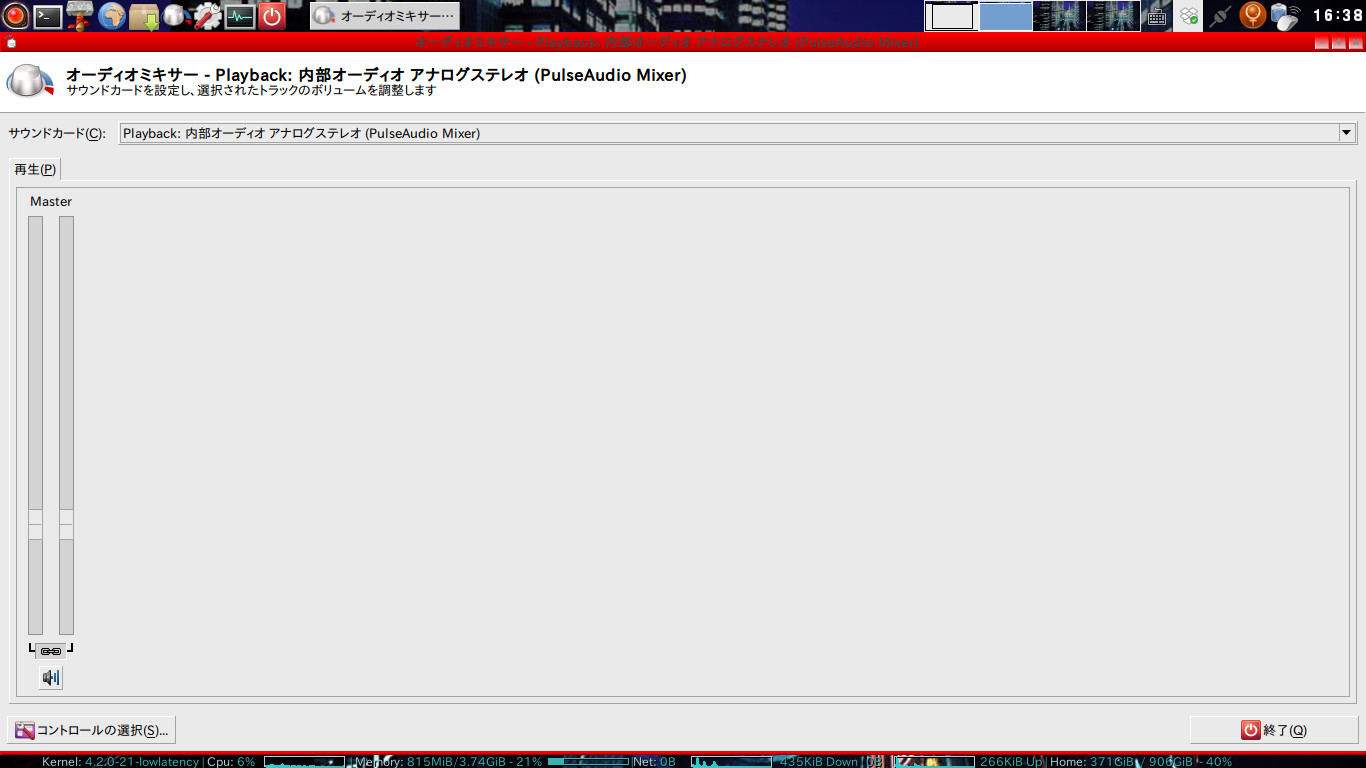 オーディオミキサー…
16:38
オーディオミキサー - Playback: 内部オーディオ アナログステレオ (PulseAudio Mixer)
オーディオミキサー - Playback: 内部オーディオ アナログステレオ (PulseAudio Mixer)
サウンドカードを設定し、選択されたトラックのボリュームを調整します
サウンドカード(C): Playback: 内部オーディオ アナログステレオ (PulseAudio Mixer)
再生(P)
Master
コントロールの選択(S)...
終了(Q)
Kernel: 4.2.0-21-lowlatency | Cpu: 6% Memory: 815MiB/3.74GiB - 21% |Net: 0B 435KiB Down 266KiB Up| Home: 371GiB / 906GiB - 40%